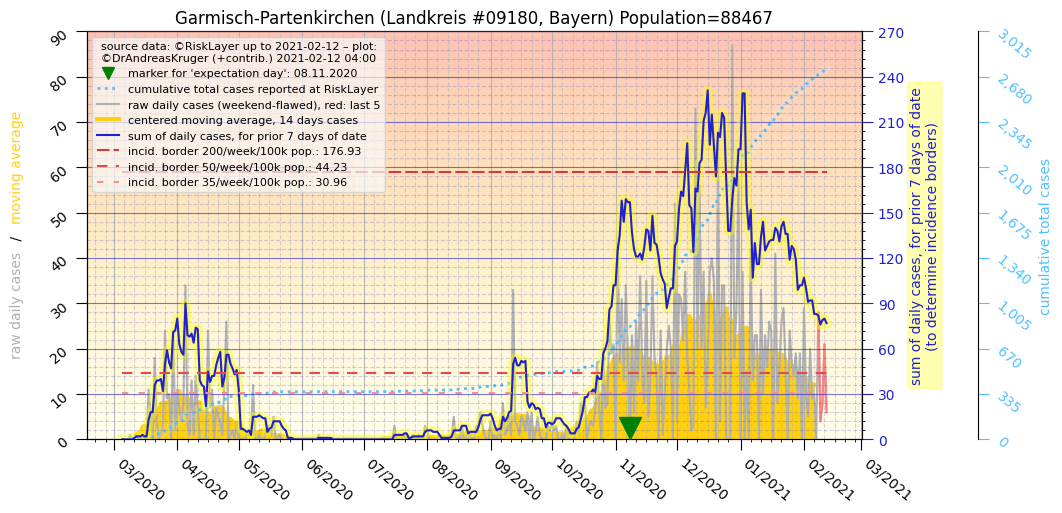 Garmisch-Partenkirchen (Landkreis #09180, Bayern) Population=88467
source data: ©RiskLayer up to 2021-02-12 – plot:
©DrAndreasKruger (+contrib.) 2021-02-12 04:00
marker for 'expectation day': 08.11.2020
cumulative total cases reported at RiskLayer
raw daily cases (weekend-flawed), red: last 5
centered moving average, 14 days cases
sum of daily cases, for prior 7 days of date
incid. border 200/week/100k pop.: 176.93
incid. border 50/week/100k pop.: 44.23
incid. border 35/week/100k pop.: 30.96
raw daily cases / moving average
90
80
70
60
50
40
30
20
10
0
03/2020
04/2020
05/2020
06/2020
07/2020
08/2020
09/2020
10/2020
11/2020
12/2020
01/2021
02/2021
03/2021
270
240
210
180
150
120
90
60
30
0
sum of daily cases, for prior 7 days of date
(to determine incidence borders)
3,015
2,680
2,345
2,010
1,675
1,340
1,005
670
335
0
cumulative total cases